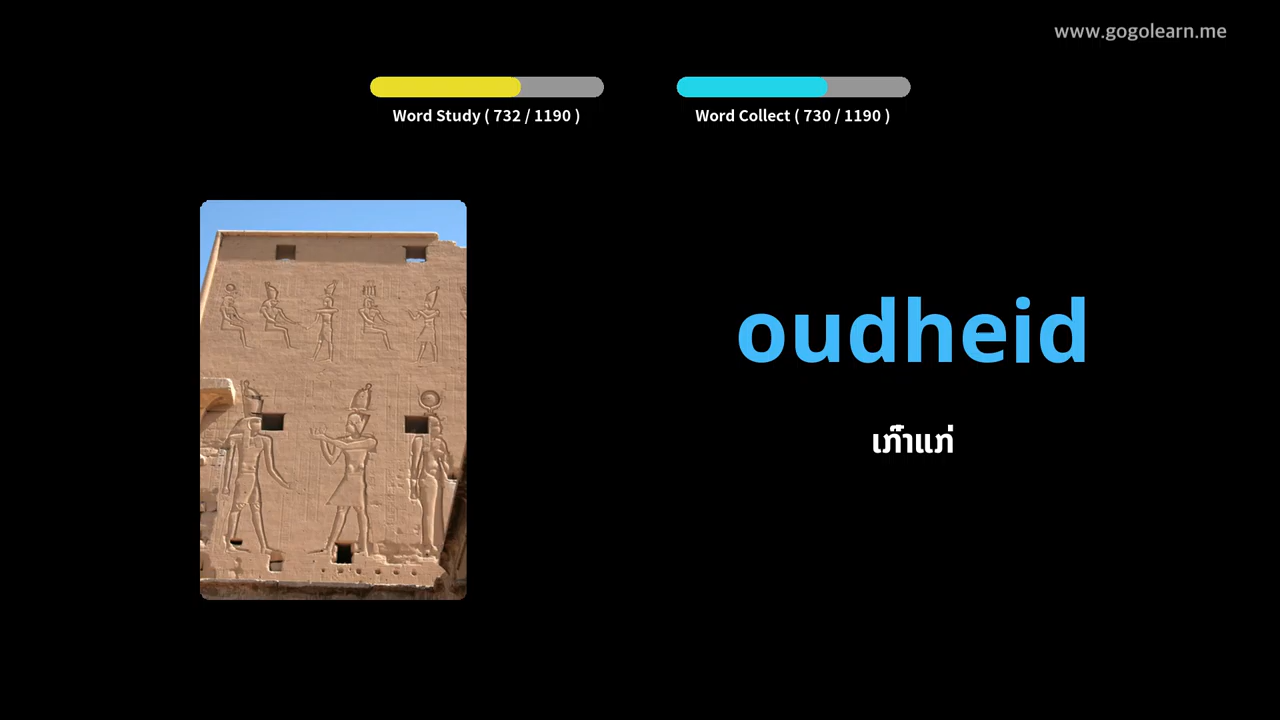 www.gogolearn.me
Word Study ( 732 / 1190 )
Word Collect ( 730 / 1190 )
oudheid
ເກົ່າແກ່